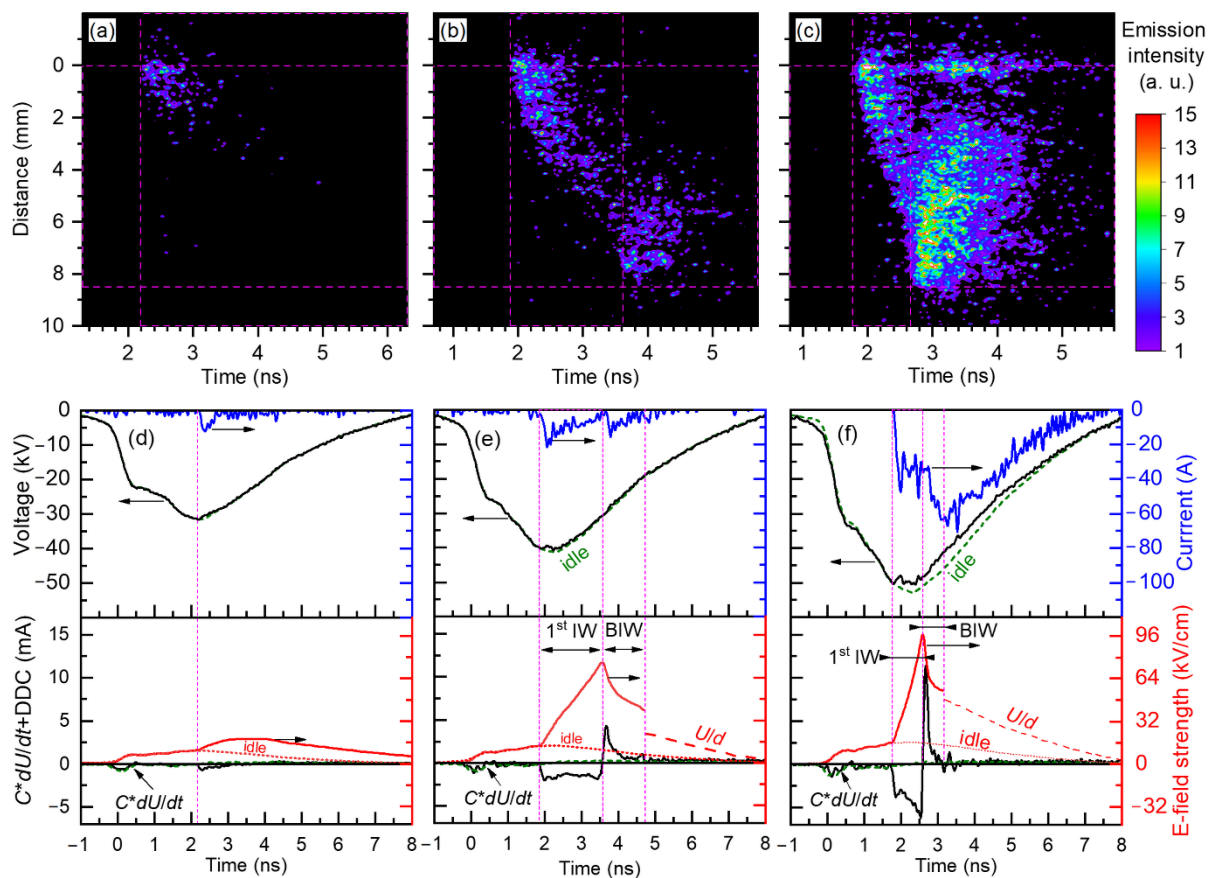 (a)
(b)
(c)
Emission
intensity
(a. u.)
0
2
4
6
8
10
Distance (mm)
15
13
11
9
7
5
3
1
2 3 4 5 6
1 2 3 4 5
1 2 3 4 5
Time (ns)
Time (ns)
Time (ns)
0
−10
−20
−30
−40
−50
Voltage (kV)
(d)
(e)
idle
(f)
idle
0
−20
−40
−60
−80
−100
Currrent (A)
15
10
5
0
−5
C*dU/dt+DDC (mA)
idle
C*dU/dt
1st IW
BIW
U/d
idle
C*dU/dt
BIW
1st IW
U/d
idle
C*dU/dt
96
64
32
0
−32
E-field strength (kV/cm)
−1 0 1 2 3 4 5 6 7 8
−1 0 1 2 3 4 5 6 7 8
−1 0 1 2 3 4 5 6 7 8
Time (ns)
Time (ns)
Time (ns)